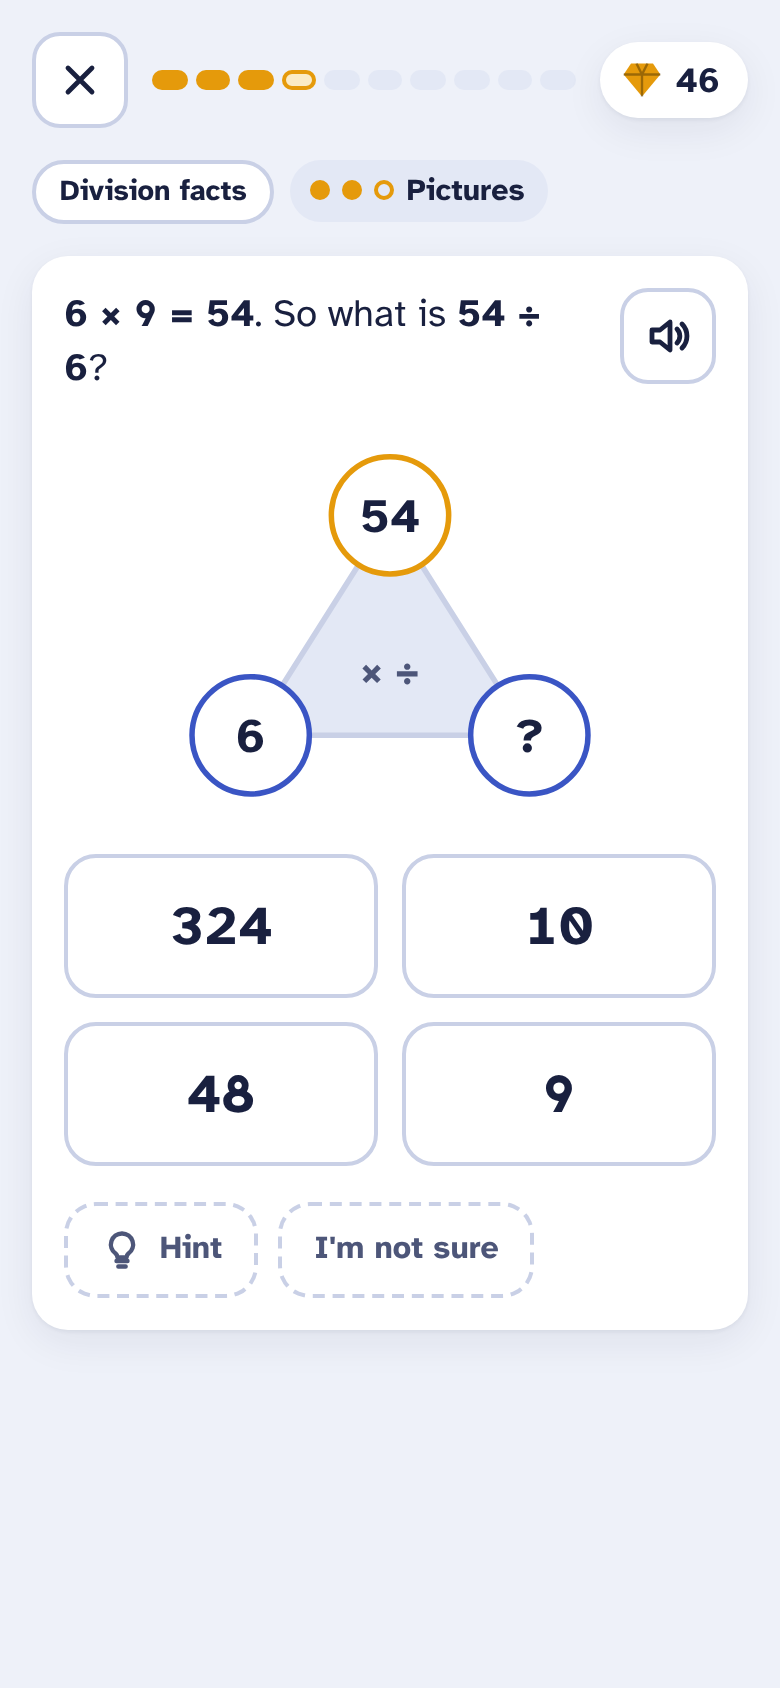 46
Division facts
Pictures
6 × 9 = 54. So what is 54 ÷
6?
54
× ÷
6
?
324
10
48
9
Hint
I'm not sure